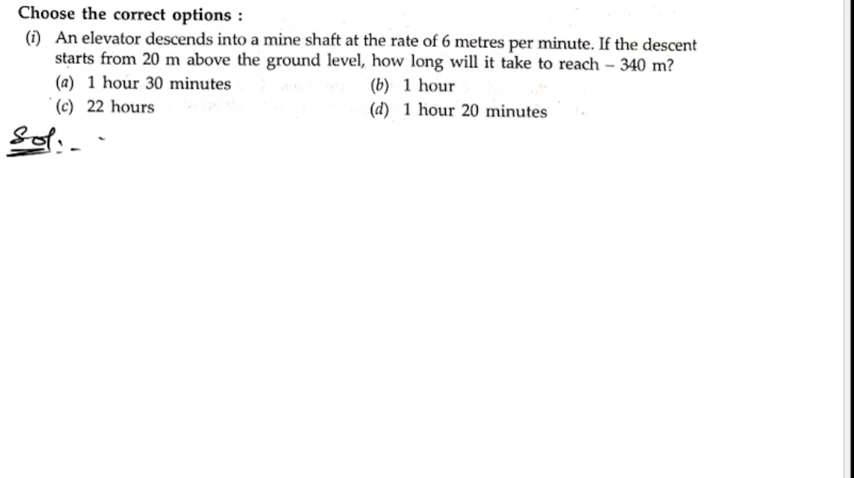 Choose the correct options :
(i) An elevator descends into a mine shaft at the rate of 6 metres per minute. If the descent
starts from 20 m above the ground level, how long will it take to reach – 340 m?
(a) 1 hour 30 minutes (b) 1 hour
(c) 22 hours (d) 1 hour 20 minutes
Sol:-